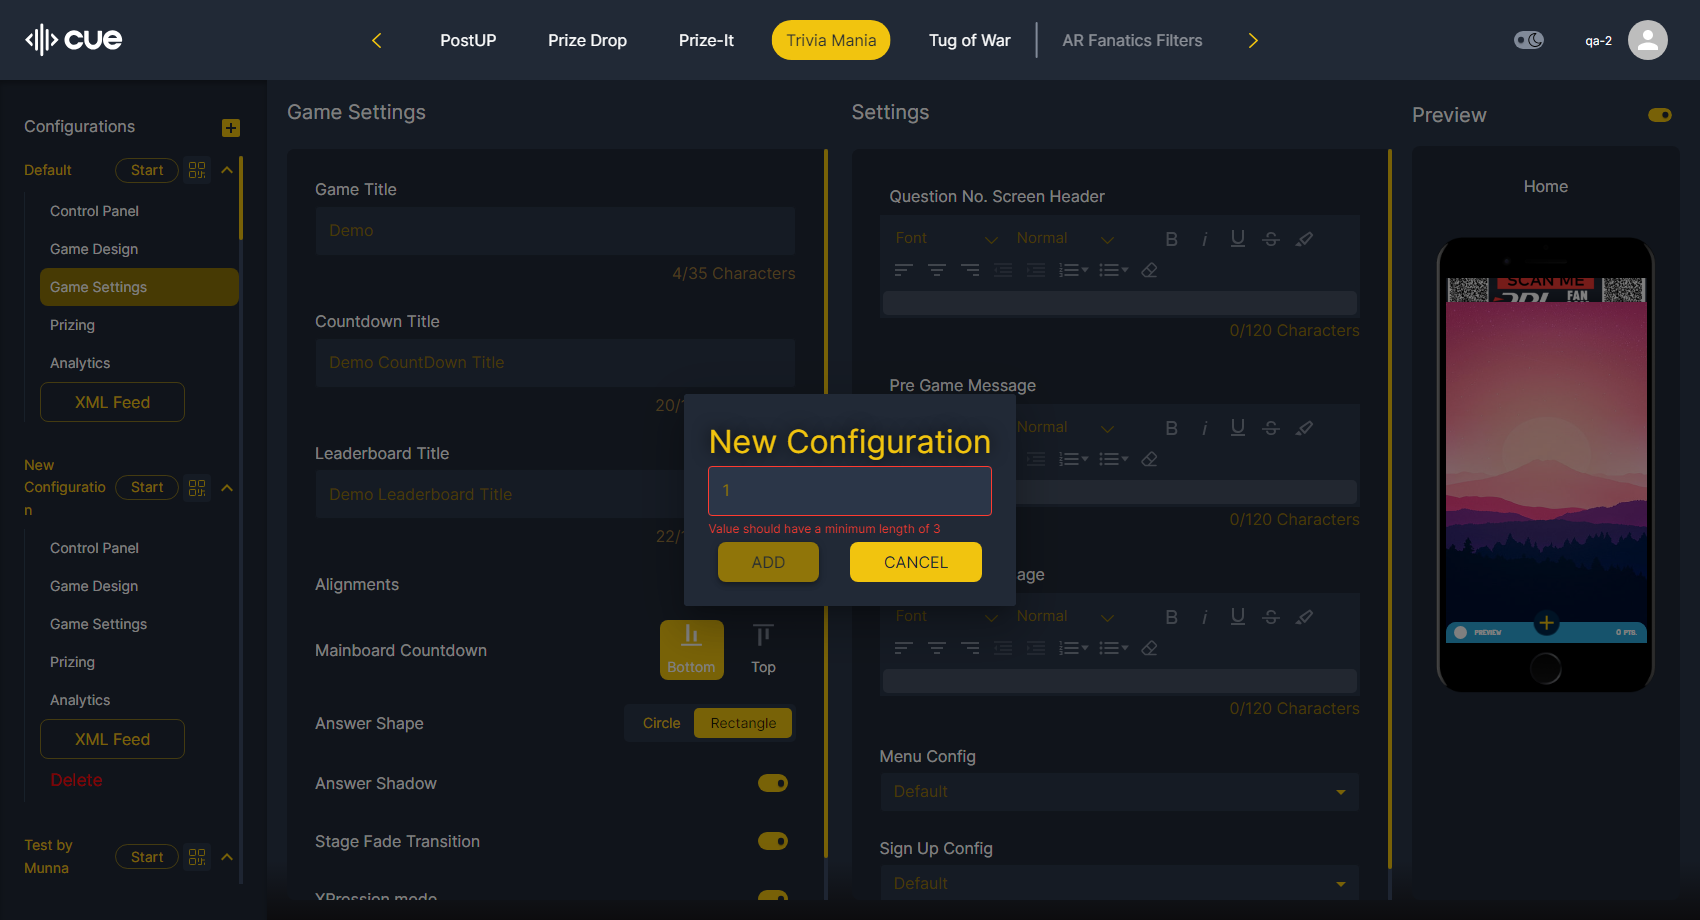 cue
PostUP
Prize Drop
Prize-It
Trivia Mania
Tug of War
AR Fanatics Filters
qa-2
Configurations
Default
Start
Control Panel
Game Design
Game Settings
Prizing
Analytics
XML Feed
New
Configuratio
n
Start
Control Panel
Game Design
Game Settings
Prizing
Analytics
XML Feed
Delete
Test by
Munna
Start
Game Settings
Game Title
Demo
4/35 Characters
Countdown Title
Demo CountDown Title
20/
Leaderboard Title
Demo Leaderboard Title
22/
Alignments
Mainboard Countdown
Bottom
Top
Answer Shape
Circle
Rectangle
Answer Shadow
Stage Fade Transition
XPression mode
New Configuration
1
Value should have a minimum length of 3
ADD
CANCEL
Settings
Question No. Screen Header
Font
Normal
B i U S
0/120 Characters
Pre Game Message
Normal
B i U S
0/120 Characters
age
Font
Normal
B i U S
0/120 Characters
Menu Config
Default
Sign Up Config
Default
Preview
Home
SCAN ME
FAN
PREVIEW
0 PTS.